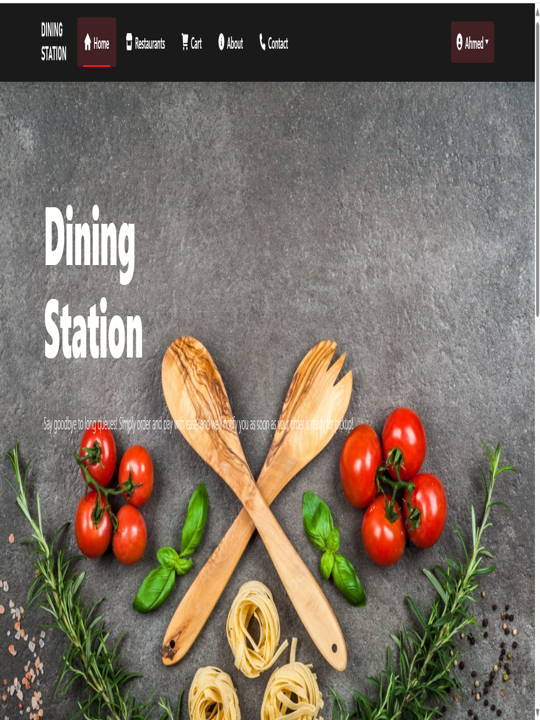 DINING
STATION
Home
Restaurants
Cart
About
Contact
Ahmed
Dining
Station
Say goodbye to long queues! Simply order and pay with ease, and we'll notify you as soon as your order is ready for pickup!